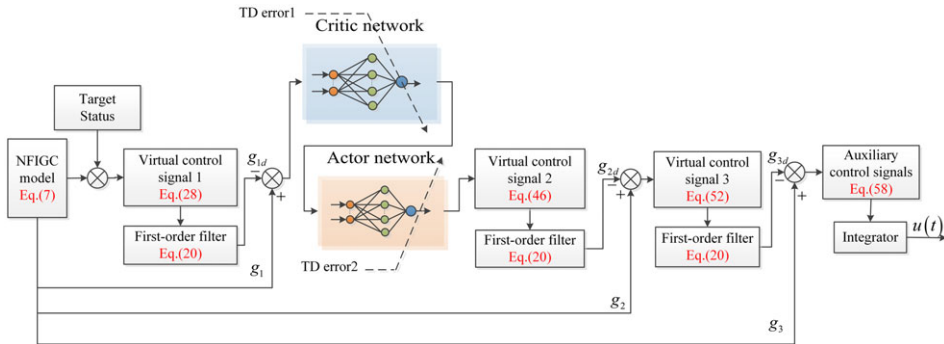 TD error1
Critic network
Target
Status
NFIGC
model
Eq.(7)
Virtual control
signal 1
Eq.(28)
First-order filter
Eq.(20)
g1d
−
+
g1
Actor network
TD error2
Virtual control
signal 2
Eq.(46)
First-order filter
Eq.(20)
g2d
−
+
g2
Virtual control
signal 3
Eq.(52)
First-order filter
Eq.(20)
g3d
−
+
g3
Auxiliary
control signals
Eq.(58)
Integrator
u(t)